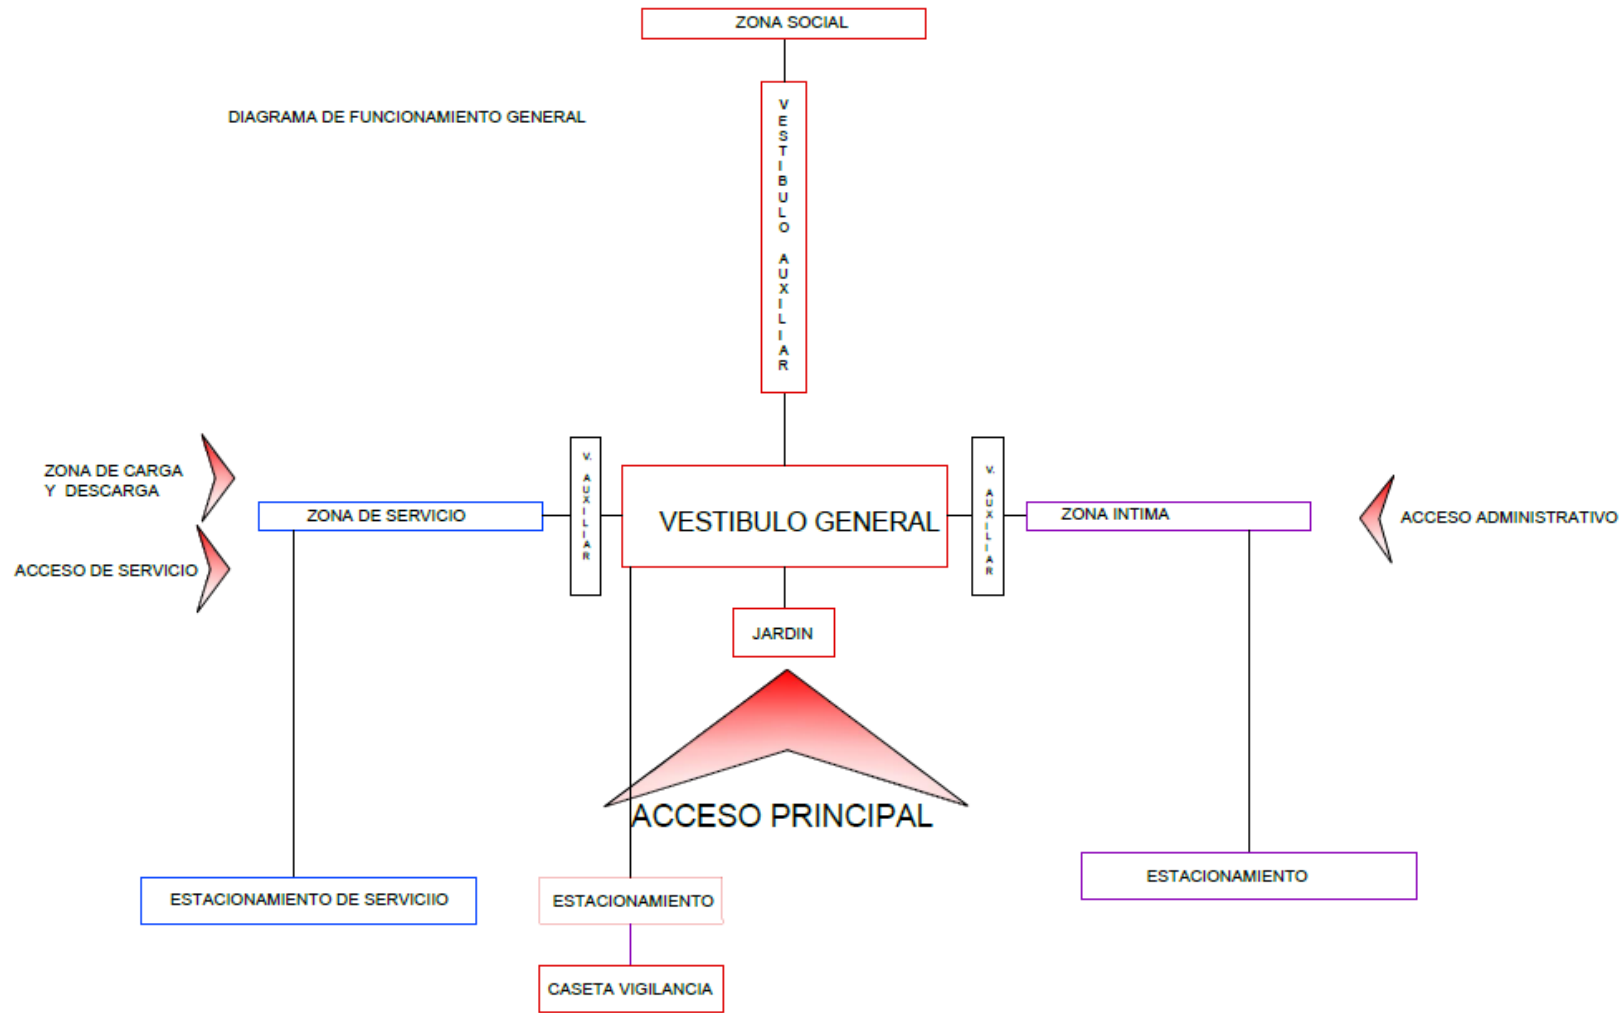 ZONA SOCIAL
DIAGRAMA DE FUNCIONAMIENTO GENERAL
VESTIBULO AUXILIAR
ZONA DE CARGA
Y DESCARGA
ZONA DE SERVICIO
V. AUXILIAR
VESTIBULO GENERAL
V. AUXILIAR
ZONA INTIMA
ACCESO ADMINISTRATIVO
ACCESO DE SERVICIO
JARDIN
ACCESO PRINCIPAL
ESTACIONAMIENTO DE SERVICIIO
ESTACIONAMIENTO
ESTACIONAMIENTO
CASETA VIGILANCIA